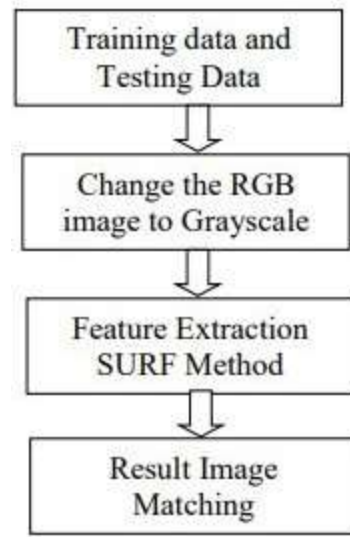 Training data and
Testing Data
Change the RGB
image to Grayscale
Feature Extraction
SURF Method
Result Image
Matching